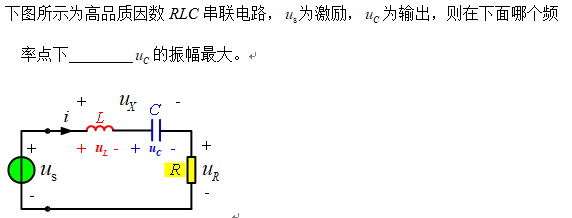 下图所示为高品质因数 RLC 串联电路，us为激励，uC为输出，则在下面哪个频
率点下________uC的振幅最大。
+ uX -
i L C
+ uL - + uC - +
+ us R uR
- -